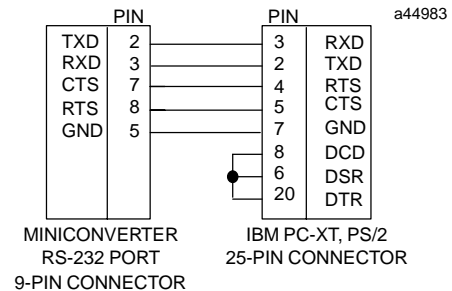 PIN PIN a44983
TXD 2 3 RXD
RXD 3 2 TXD
CTS 7 4 RTS
RTS 8 5 CTS
GND 5 7 GND
8 DCD
6 DSR
20 DTR
MINICONVERTER IBM PC-XT, PS/2
RS-232 PORT 25-PIN CONNECTOR
9-PIN CONNECTOR